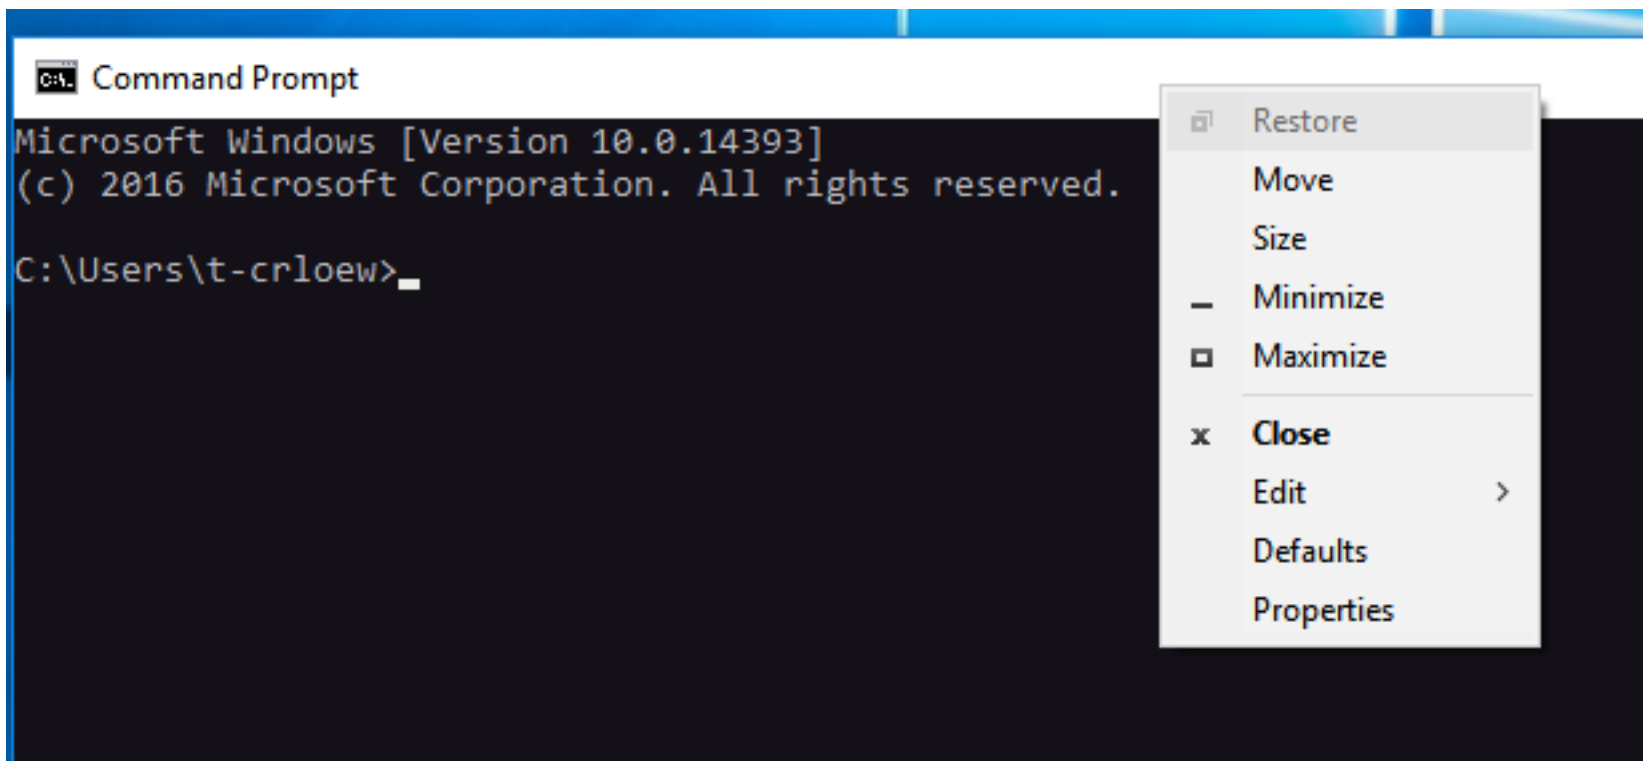 Command Prompt
Microsoft Windows [Version 10.0.14393]
(c) 2016 Microsoft Corporation. All rights reserved.
C:\Users\t-crloew>
Restore
Move
Size
Minimize
Maximize
Close
Edit
Defaults
Properties